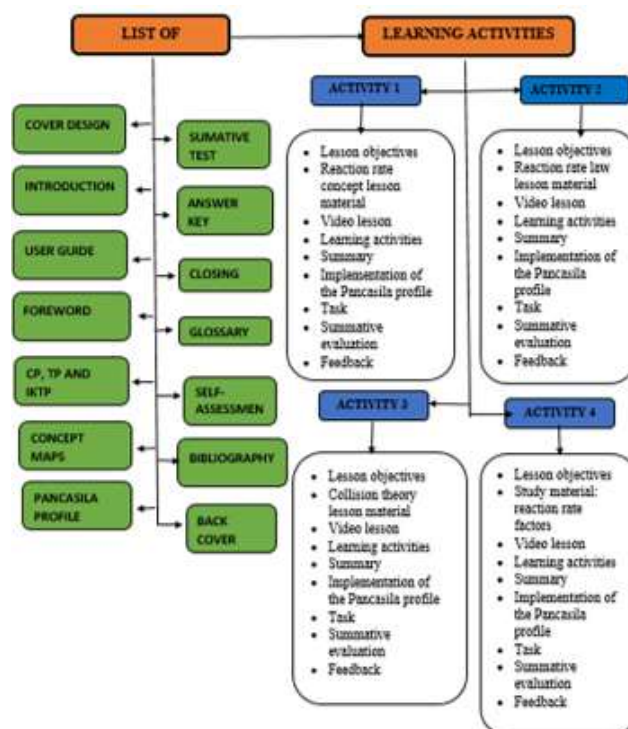 LIST OF
LEARNING ACTIVITIES
COVER DESIGN
INTRODUCTION
USER GUIDE
FOREWORD
CP, TP AND
IKTP
CONCEPT
MAPS
PANCASILA
PROFILE
SUMATIVE
TEST
ANSWER
KEY
CLOSING
GLOSSARY
SELF-
ASSESSMEN
BIBLIOGRAPHY
BACK
COVER
ACTIVITY 1
• Lesson objectives
• Reaction rate
concept lesson
material
• Video lesson
• Learning activities
• Summary
• Implementation of
the Pancasila profile
• Task
• Summative
evaluation
• Feedback
ACTIVITY 2
• Lesson objectives
• Reaction rate law
lesson material
• Video lesson
• Learning activities
• Summary
• Implementation of
the Pancasila
profile
• Task
• Summative
evaluation
• Feedback
ACTIVITY 3
• Lesson objectives
• Collision theory
lesson material
• Video lesson
• Learning activities
• Summary
• Implementation of
the Pancasila profile
• Task
• Summative
evaluation
• Feedback
ACTIVITY 4
• Lesson objectives
• Study material:
reaction rate
factors
• Video lesson
• Learning activities
• Summary
• Implementation of
the Pancasila
profile
• Task
• Summative
evaluation
• Feedback